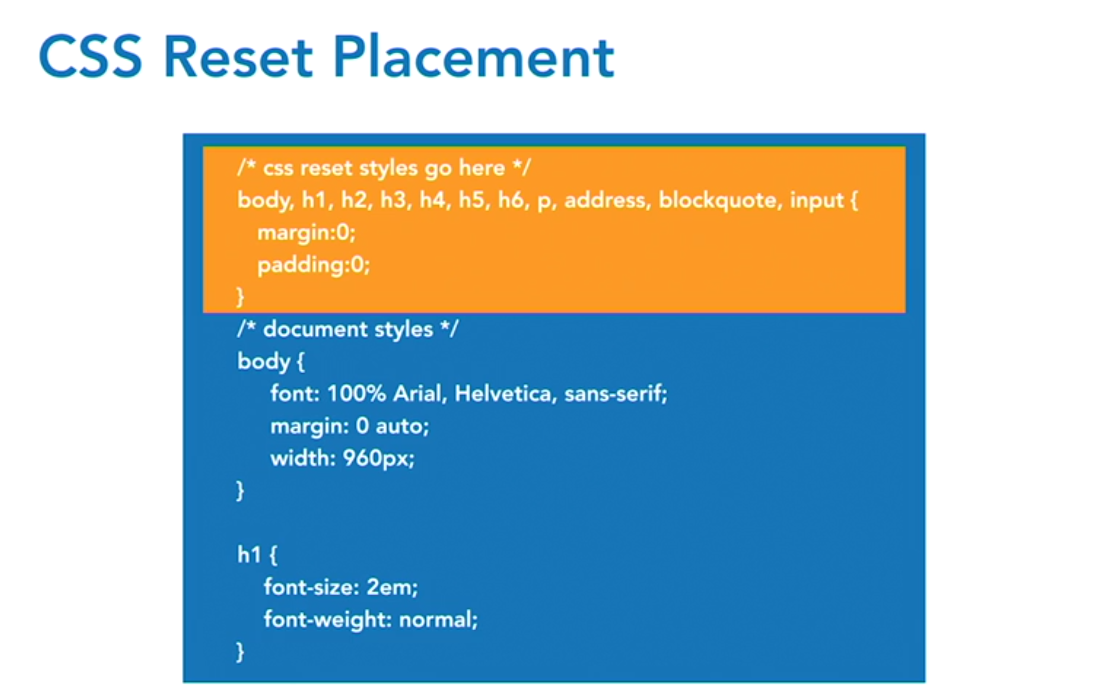 CSS Reset Placement
/* css reset styles go here */
body, h1, h2, h3, h4, h5, h6, p, address, blockquote, input {
margin:0;
padding:0;
}
/* document styles */
body {
font: 100% Arial, Helvetica, sans-serif;
margin: 0 auto;
width: 960px;
}
h1 {
font-size: 2em;
font-weight: normal;
}